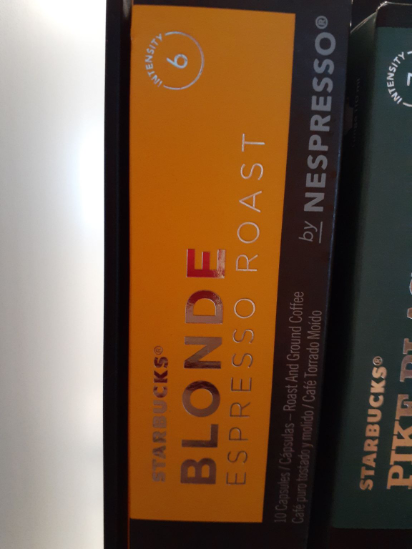 STARBUCKS®
BLONDE
ESPRESSO ROAST
INTENSITY
6
by NESPRESSO®
10 Capsules / Cápsulas – Roast And Ground Coffee
Café puro tostado y molido / Café Torrado Moído
STARBUCKS®
PIKE
INTENSITY